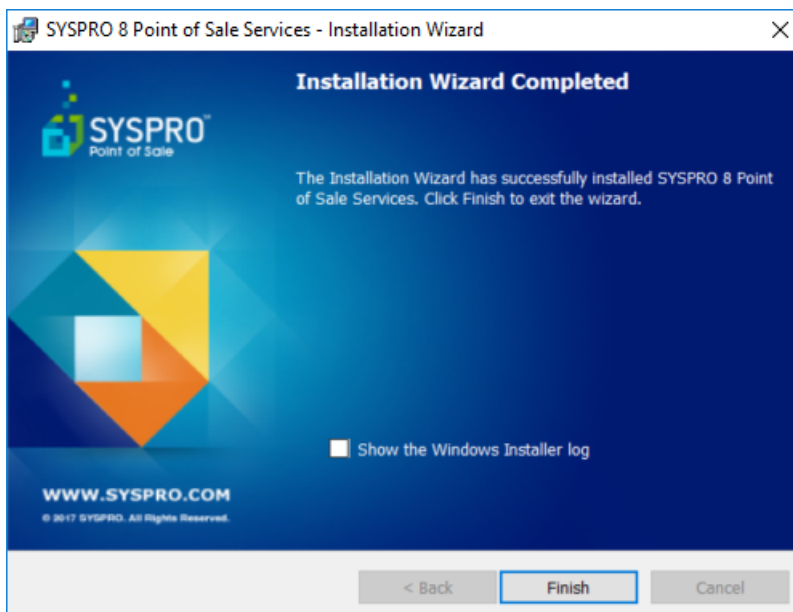 SYSPRO 8 Point of Sale Services - Installation Wizard
Installation Wizard Completed
SYSPRO™
Point of Sale
The Installation Wizard has successfully installed SYSPRO 8 Point
of Sale Services. Click Finish to exit the wizard.
Show the Windows Installer log
WWW.SYSPRO.COM
© 2017 SYSPRO. All Rights Reserved.
< Back
Finish
Cancel